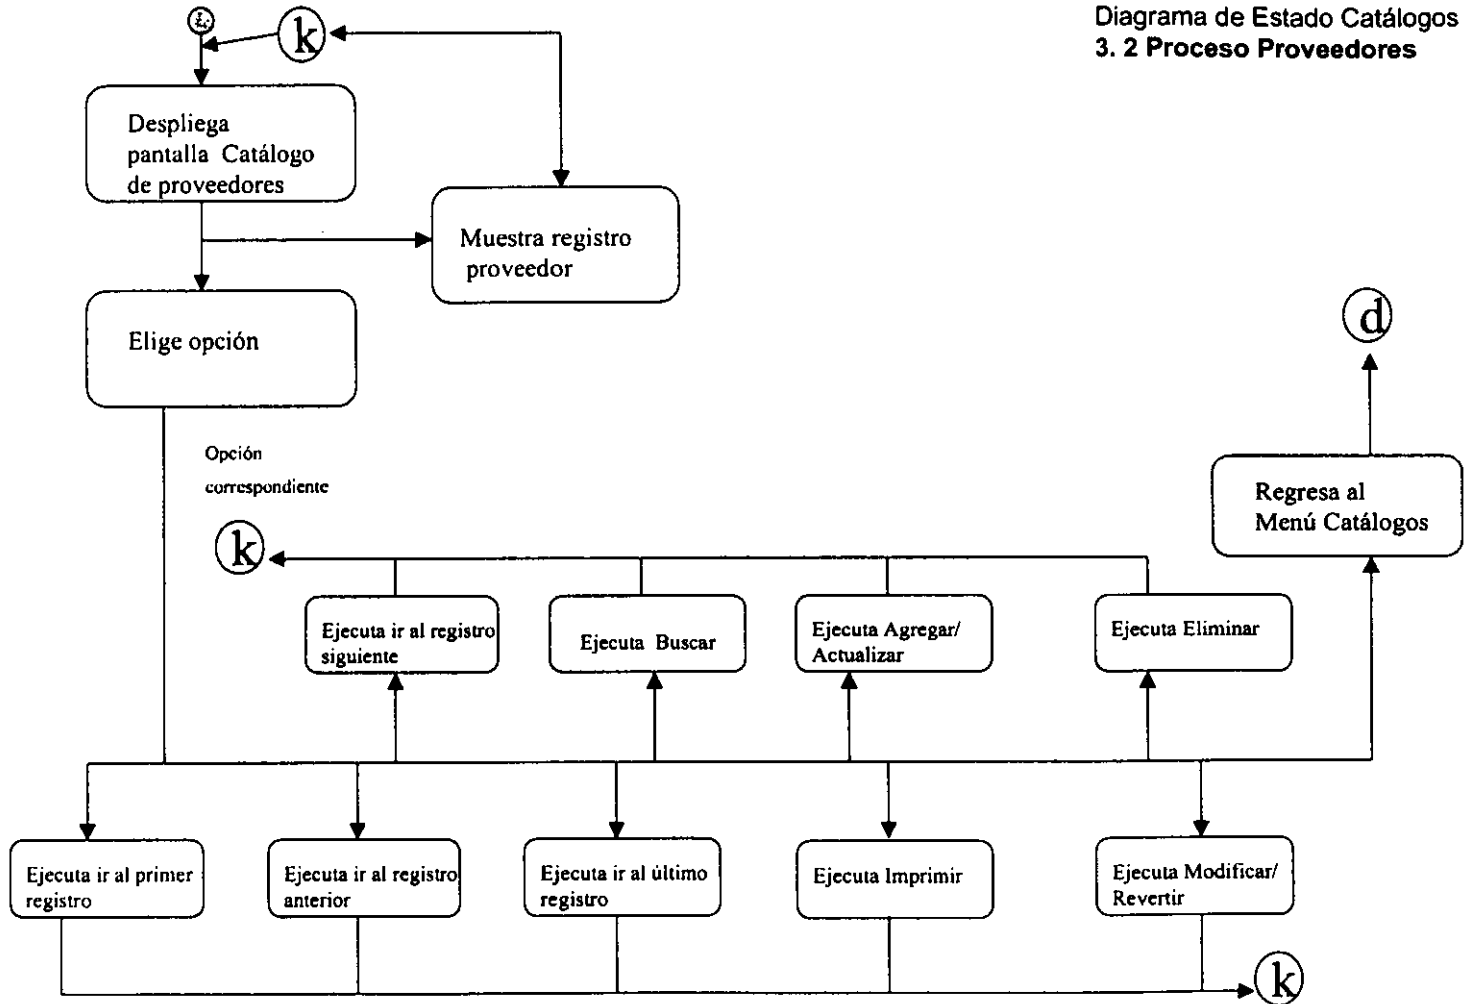 Diagrama de Estado Catálogos
3. 2 Proceso Proveedores
k
Despliega
pantalla Catálogo
de proveedores
Muestra registro
proveedor
Elige opción
d
Opción
correspondiente
Regresa al
Menú Catálogos
k
Ejecuta ir al registro
siguiente
Ejecuta Buscar
Ejecuta Agregar/
Actualizar
Ejecuta Eliminar
Ejecuta ir al primer
registro
Ejecuta ir al registro
anterior
Ejecuta ir al último
registro
Ejecuta Imprimir
Ejecuta Modificar/
Revertir
k